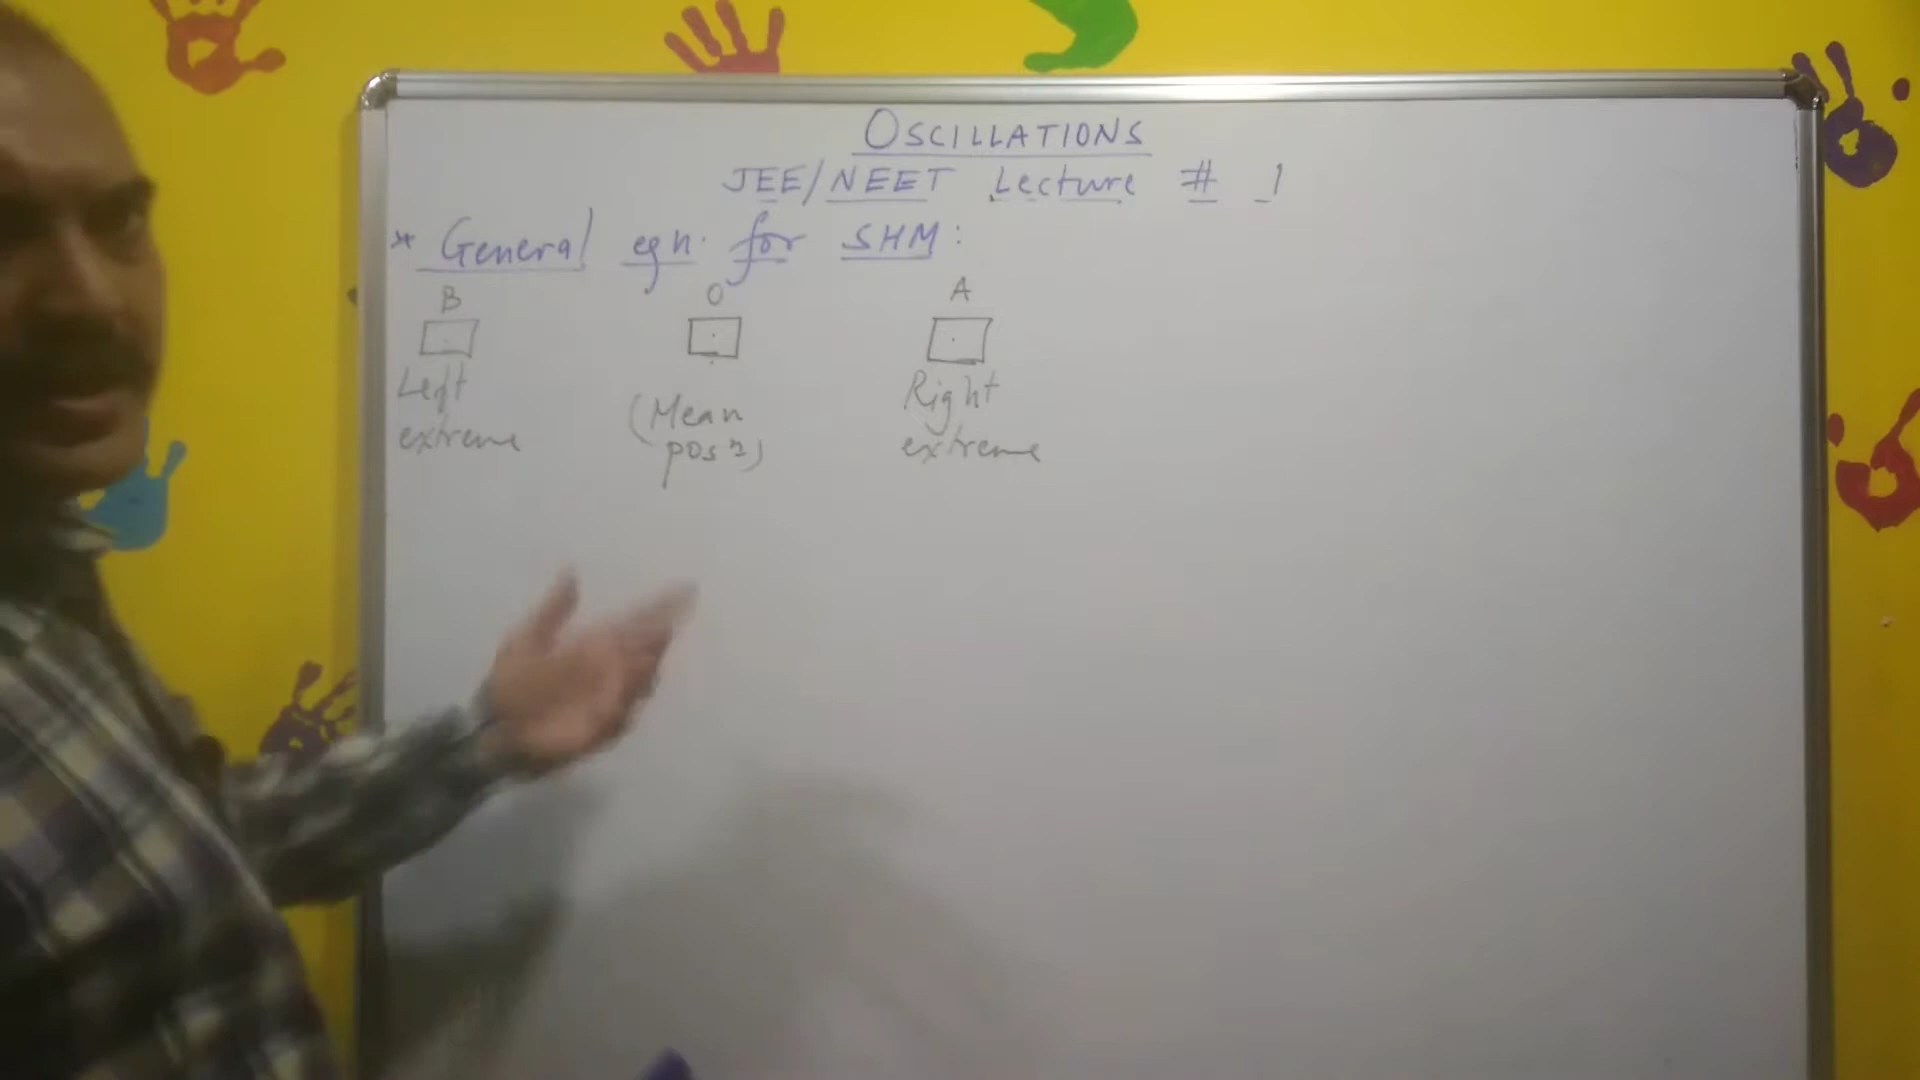 OSCILLATIONS
JEE/NEET Lecture # 1
* General eqn. for SHM:
B O A
Left extreme
(Mean posn)
Right extreme